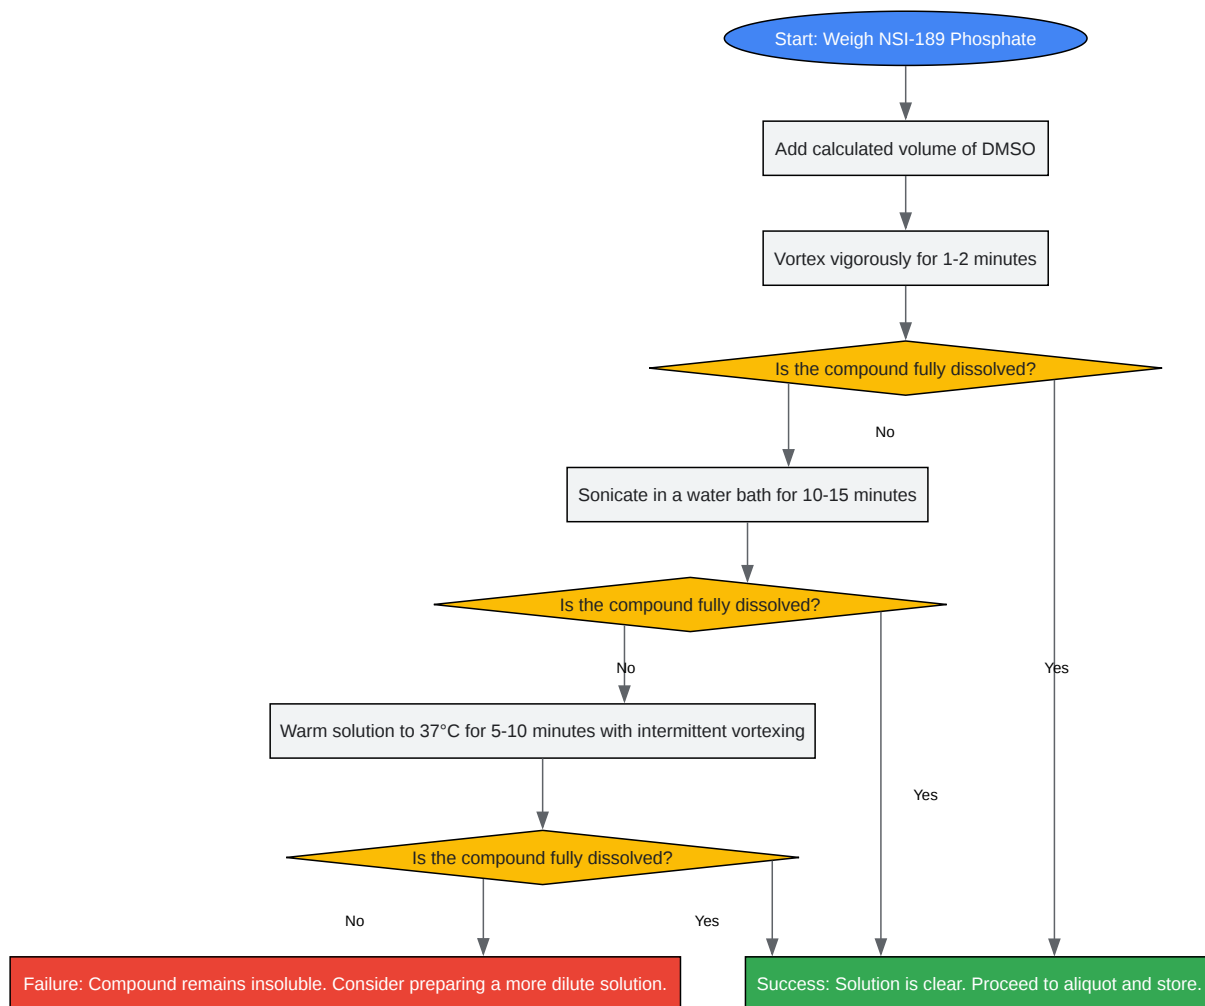 Start: Weigh NSI-189 Phosphate
Add calculated volume of DMSO
Vortex vigorously for 1-2 minutes
Is the compound fully dissolved?
No
Sonicate in a water bath for 10-15 minutes
Is the compound fully dissolved?
No
Yes
Warm solution to 37°C for 5-10 minutes with intermittent vortexing
Yes
Is the compound fully dissolved?
No
Yes
Failure: Compound remains insoluble. Consider preparing a more dilute solution.
Success: Solution is clear. Proceed to aliquot and store.